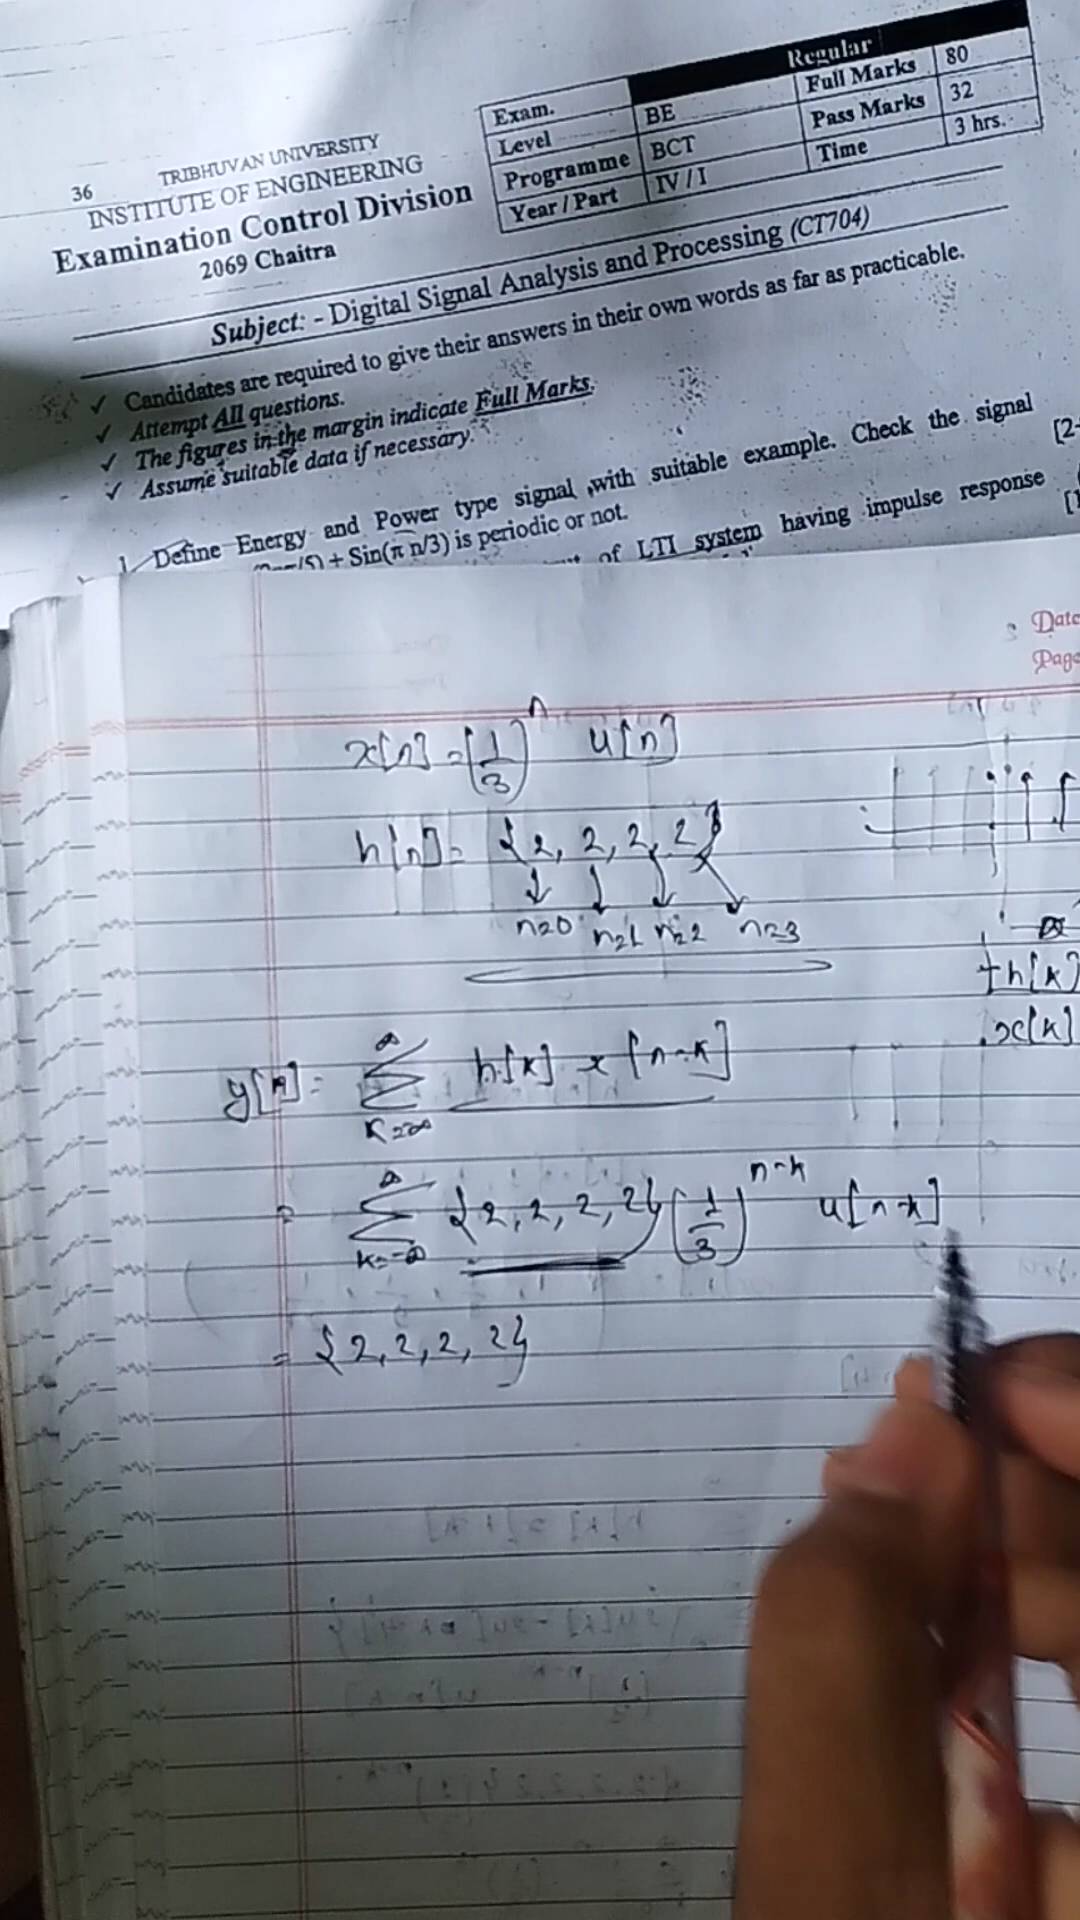 Regular
Exam.
Level BE Full Marks 80
Programme BCT Pass Marks 32
Year / Part IV / I Time 3 hrs.
36 TRIBHUVAN UNIVERSITY
INSTITUTE OF ENGINEERING
Examination Control Division
2069 Chaitra
Subject: - Digital Signal Analysis and Processing (CT704)
✓ Candidates are required to give their answers in their own words as far as practicable.
✓ Attempt All questions.
✓ The figures in the margin indicate Full Marks.
✓ Assume suitable data if necessary.
1. Define Energy and Power type signal with suitable example. Check the signal [2
+ Sin(π n/3) is periodic or not.
of LTI system having impulse response
Date
Page
x[n] = (1/3)^n u[n]
h[n] = {2, 2, 2, 2}
n=0 n=1 n=2 n=3
+h[k]
x[k]
y[n] = ∑ h[k] x[n-k]
= ∑ {2, 2, 2, 2} (1/3)^n-k u[n-k]
k=-∞
= {2, 2, 2, 2}